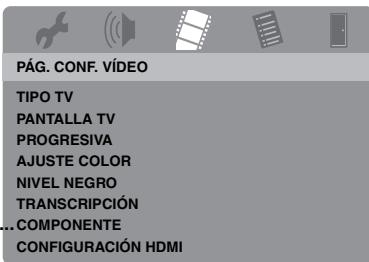 PÁG. CONF. VÍDEO
TIPO TV
PANTALLA TV
PROGRESIVA
AJUSTE COLOR
NIVEL NEGRO
TRANSCRIPCIÓN
...COMPONENTE
CONFIGURACIÓN HDMI